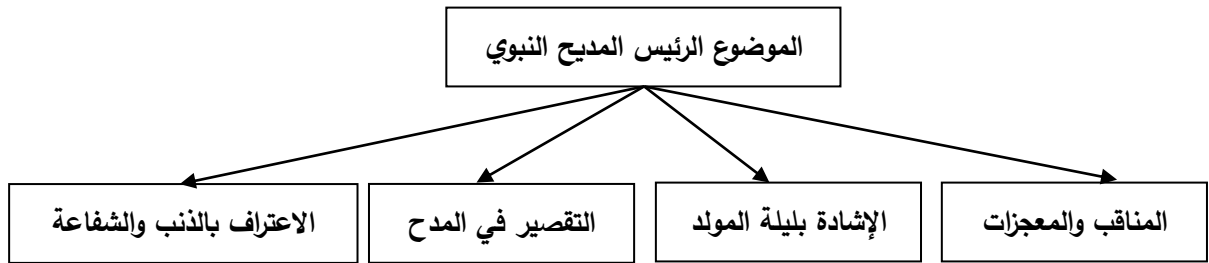 الموضوع الرئيس المديح النبوي
المناقب والمعجزات
الإشادة بليلة المولد
التقصير في المدح
الاعتراف بالذنب والشفاعة